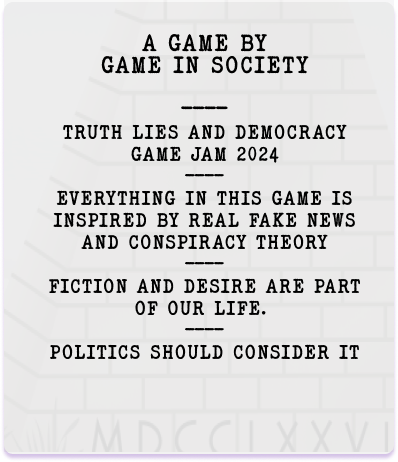 A GAME BY
GAME IN SOCIETY
————
TRUTH LIES AND DEMOCRACY
GAME JAM 2024
————
EVERYTHING IN THIS GAME IS
INSPIRED BY REAL FAKE NEWS
AND CONSPIRACY THEORY
————
FICTION AND DESIRE ARE PART
OF OUR LIFE.
————
POLITICS SHOULD CONSIDER IT
MDCCLXXVI